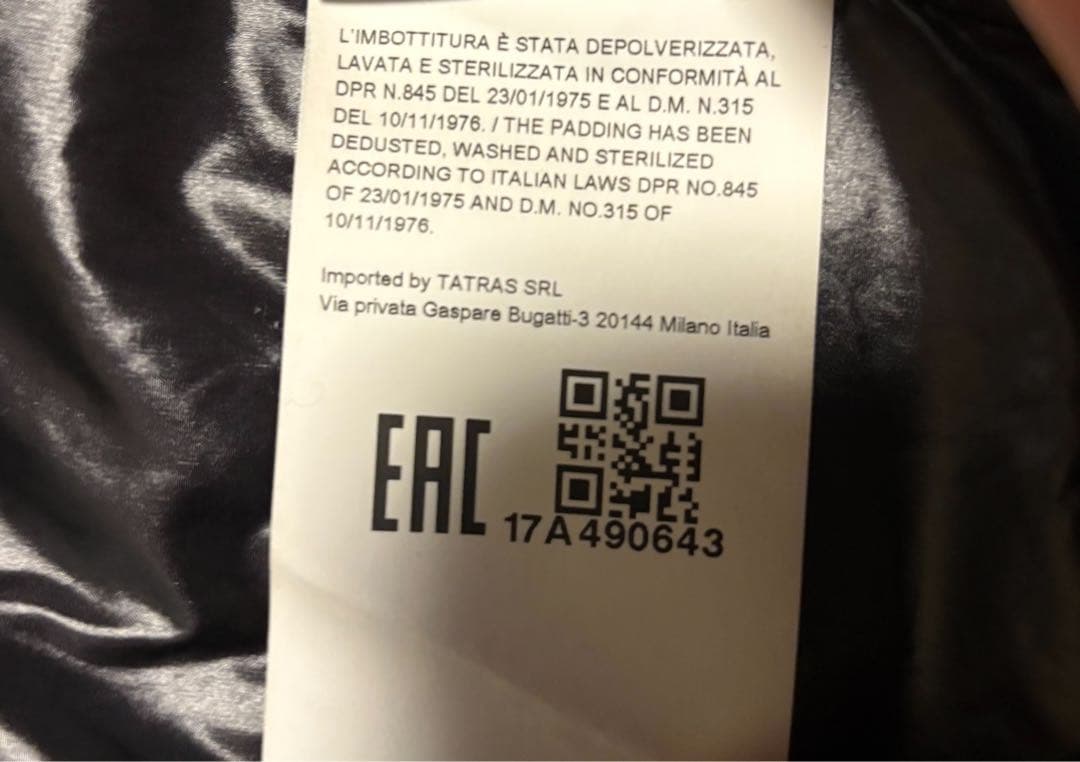 L'IMBOTTITURA È STATA DEPOLVERIZZATA,
LAVATA E STERILIZZATA IN CONFORMITÀ AL
DPR N.845 DEL 23/01/1975 E AL D.M. N.315
DEL 10/11/1976. / THE PADDING HAS BEEN
DEDUSTED, WASHED AND STERILIZED
ACCORDING TO ITALIAN LAWS DPR NO.845
OF 23/01/1975 AND D.M. NO.315 OF
10/11/1976.
Imported by TATRAS SRL
Via privata Gaspare Bugatti-3 20144 Milano Italia
EAC
17A490643